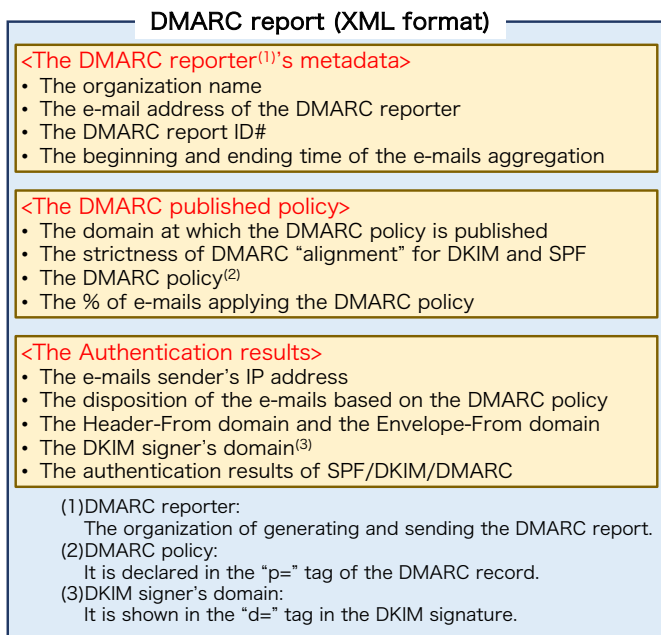 DMARC report (XML format)
<The DMARC reporter(1)'s metadata>
• The organization name
• The e-mail address of the DMARC reporter
• The DMARC report ID#
• The beginning and ending time of the e-mails aggregation
<The DMARC published policy>
• The domain at which the DMARC policy is published
• The strictness of DMARC “alignment” for DKIM and SPF
• The DMARC policy(2)
• The % of e-mails applying the DMARC policy
<The Authentication results>
• The e-mails sender's IP address
• The disposition of the e-mails based on the DMARC policy
• The Header-From domain and the Envelope-From domain
• The DKIM signer's domain(3)
• The authentication results of SPF/DKIM/DMARC
(1)DMARC reporter:
The organization of generating and sending the DMARC report.
(2)DMARC policy:
It is declared in the “p=” tag of the DMARC record.
(3)DKIM signer's domain:
It is shown in the “d=” tag in the DKIM signature.